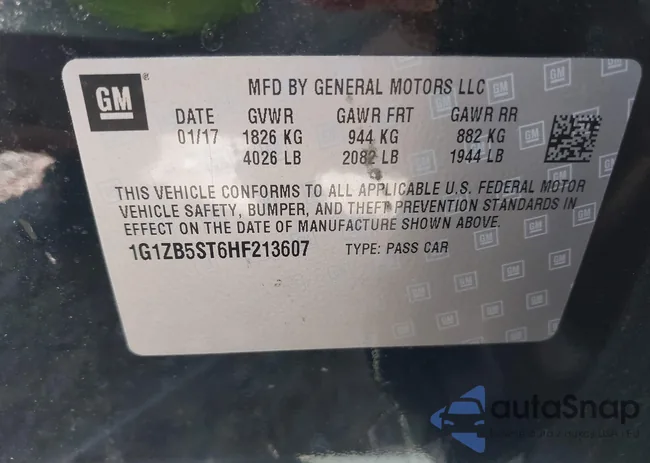 GM
MFD BY GENERAL MOTORS LLC
DATE GVWR GAWR FRT GAWR RR
01/17 1826 KG 944 KG 882 KG
4026 LB 2082 LB 1944 LB
THIS VEHICLE CONFORMS TO ALL APPLICABLE U.S. FEDERAL MOTOR
VEHICLE SAFETY, BUMPER, AND THEFT PREVENTION STANDARDS IN
EFFECT ON THE DATE OF MANUFACTURE SHOWN ABOVE.
1G1ZB5ST6HF213607 TYPE: PASS CAR
autaSnap